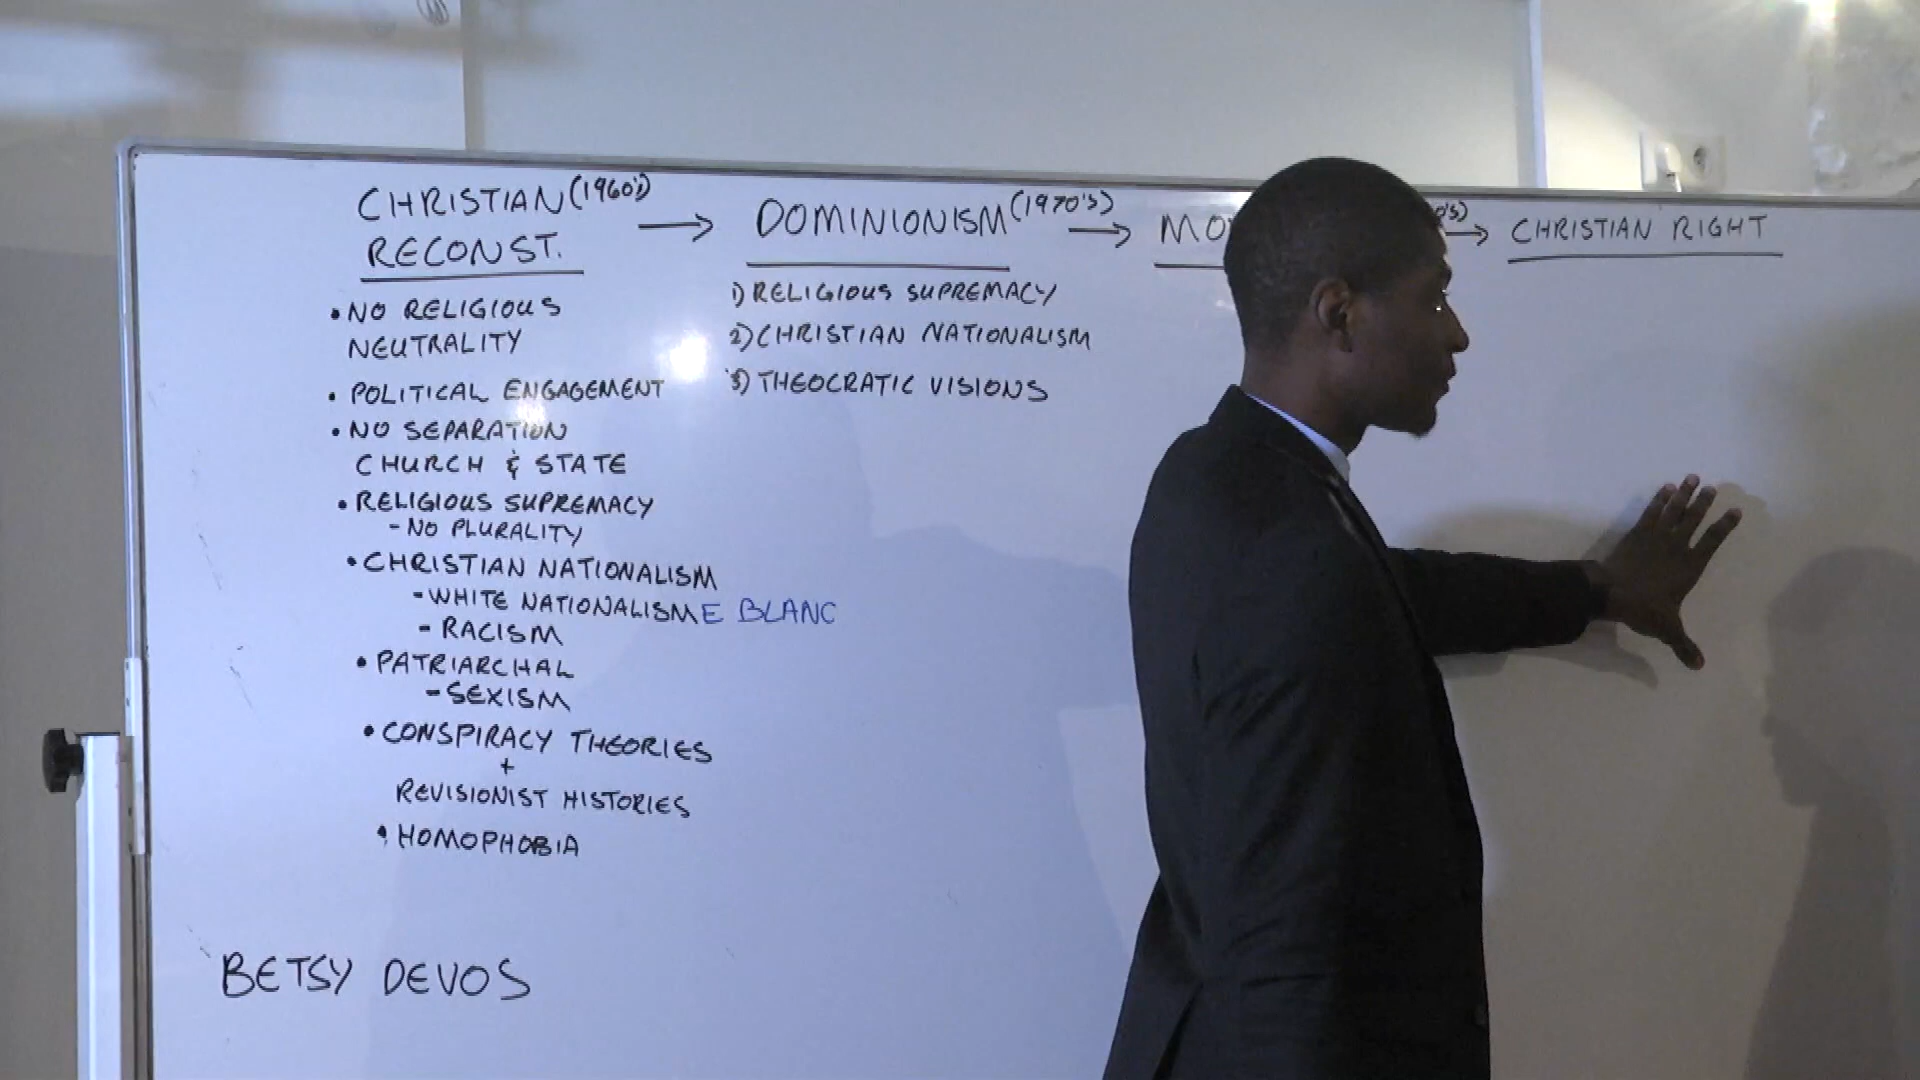 CHRISTIAN (1960's)
RECONST.
• NO RELIGIOUS
NEUTRALITY
• POLITICAL ENGAGEMENT
• NO SEPARATION
CHURCH & STATE
• RELIGIOUS SUPREMACY
- NO PLURALITY
• CHRISTIAN NATIONALISM
- WHITE NATIONALISME BLANC
- RACISM
• PATRIARCHAL
- SEXISM
• CONSPIRACY THEORIES
+
REVISIONIST HISTORIES
• HOMOPHOBIA
BETSY DEVOS
→ DOMINIONISM (1970's)
1) RELIGIOUS SUPREMACY
2) CHRISTIAN NATIONALISM
3) THEOCRATIC VISIONS
→
→ CHRISTIAN RIGHT